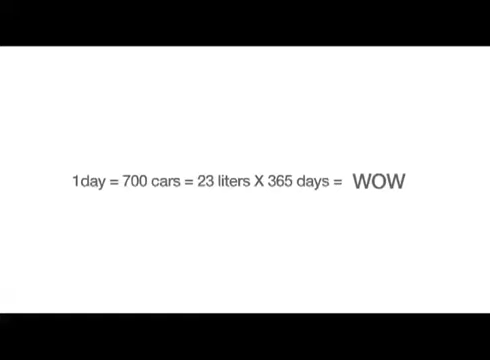 1day = 700 cars = 23 liters X 365 days = WOW